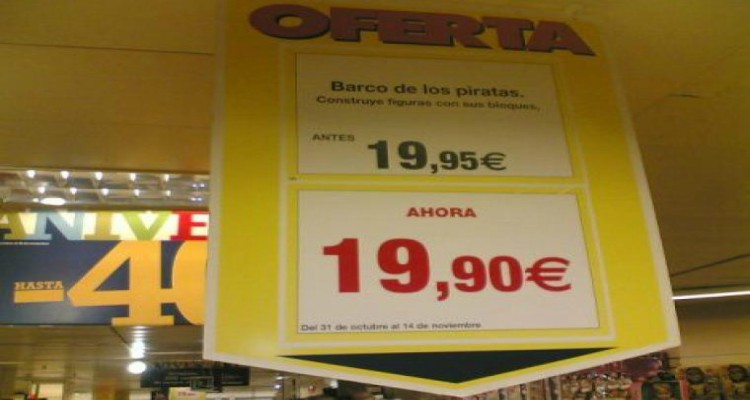 OFERTA
Barco de los piratas.
Construye figuras con sus bloques.
ANTES 19,95€
AHORA
19,90€
Del 31 de octubre al 14 de noviembre
ANIVE
HASTA
-40